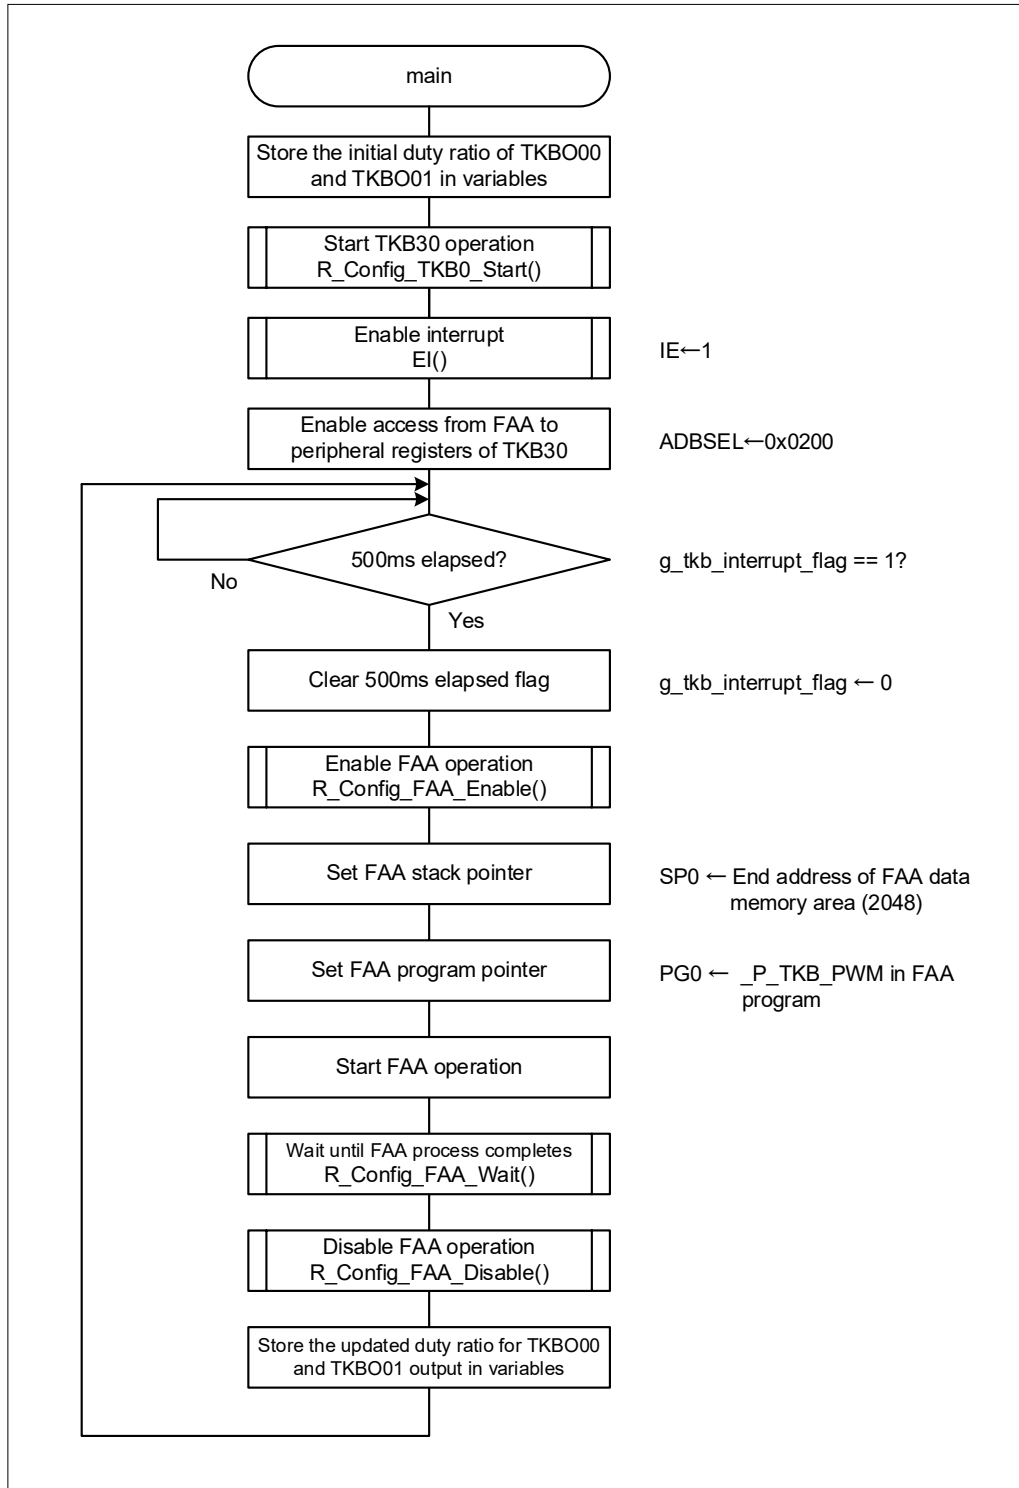 main
Store the initial duty ratio of TKBO00
and TKBO01 in variables
Start TKB30 operation
R_Config_TKB0_Start()
Enable interrupt
EI()
IE←1
Enable access from FAA to
peripheral registers of TKB30
ADBSEL←0x0200
500ms elapsed?
g_tkb_interrupt_flag == 1?
No
Yes
Clear 500ms elapsed flag
g_tkb_interrupt_flag ← 0
Enable FAA operation
R_Config_FAA_Enable()
Set FAA stack pointer
SP0 ← End address of FAA data
memory area (2048)
Set FAA program pointer
PG0 ← _P_TKB_PWM in FAA
program
Start FAA operation
Wait until FAA process completes
R_Config_FAA_Wait()
Disable FAA operation
R_Config_FAA_Disable()
Store the updated duty ratio for TKBO00
and TKBO01 output in variables